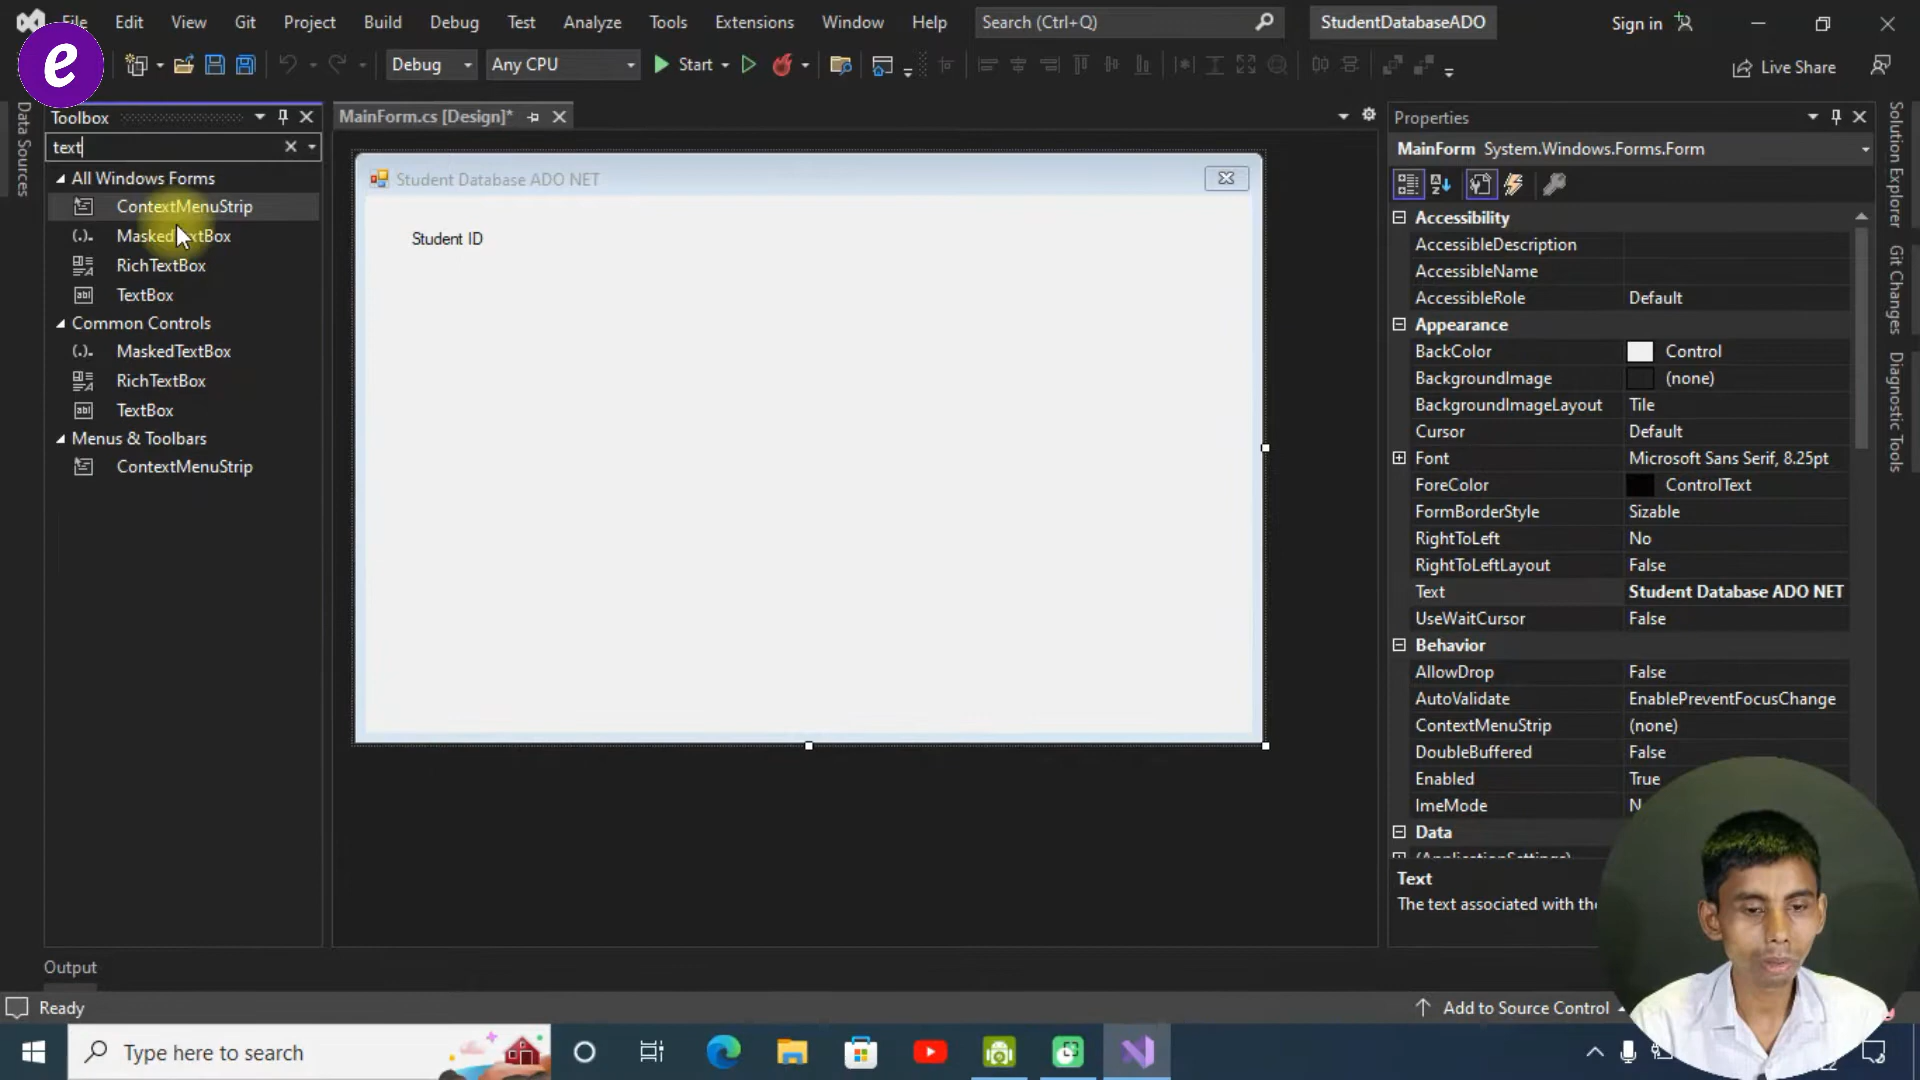 File Edit View Git Project Build Debug Test Analyze Tools Extensions Window Help Search (Ctrl+Q) StudentDatabaseADO Sign in
e
Debug Any CPU Start Live Share
Data Sources
Toolbox
text
All Windows Forms
ContextMenuStrip
MaskedTextBox
RichTextBox
TextBox
Common Controls
MaskedTextBox
RichTextBox
TextBox
Menus & Toolbars
ContextMenuStrip
MainForm.cs [Design]*
Student Database ADO NET
Student ID
Properties
MainForm System.Windows.Forms.Form
Accessibility
AccessibleDescription
AccessibleName
AccessibleRole Default
Appearance
BackColor Control
BackgroundImage (none)
BackgroundImageLayout Tile
Cursor Default
Font Microsoft Sans Serif, 8.25pt
ForeColor ControlText
FormBorderStyle Sizable
RightToLeft No
RightToLeftLayout False
Text Student Database ADO NET
UseWaitCursor False
Behavior
AllowDrop False
AutoValidate EnablePreventFocusChange
ContextMenuStrip (none)
DoubleBuffered False
Enabled True
ImeMode N
Data
(ApplicationSettings)
Text
The text associated with the
Solution Explorer
Git Changes
Diagnostic Tools
Output
Ready
Add to Source Control
Type here to search